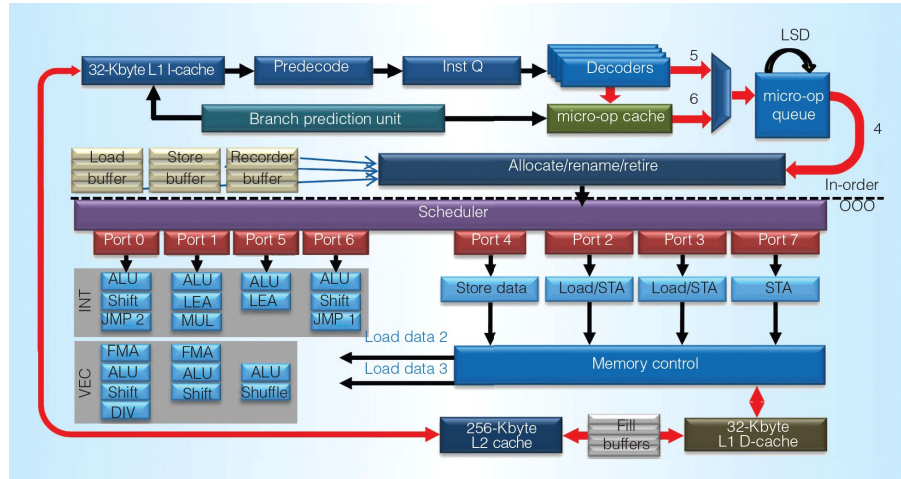 LSD
32-Kbyte L1 I-cache
Predecode
Inst Q
Decoders
5
6
micro-op
queue
4
Branch prediction unit
micro-op cache
Load
buffer
Store
buffer
Recorder
buffer
Allocate/rename/retire
In-order
OOO
Scheduler
Port 0
Port 1
Port 5
Port 6
Port 4
Port 2
Port 3
Port 7
INT
ALU
Shift
JMP 2
ALU
LEA
MUL
ALU
LEA
ALU
Shift
JMP 1
Store data
Load/STA
Load/STA
STA
VEC
FMA
ALU
Shift
DIV
FMA
ALU
Shift
ALU
Shuffle
Load data 2
Load data 3
Memory control
256-Kbyte
L2 cache
Fill
buffers
32-Kbyte
L1 D-cache